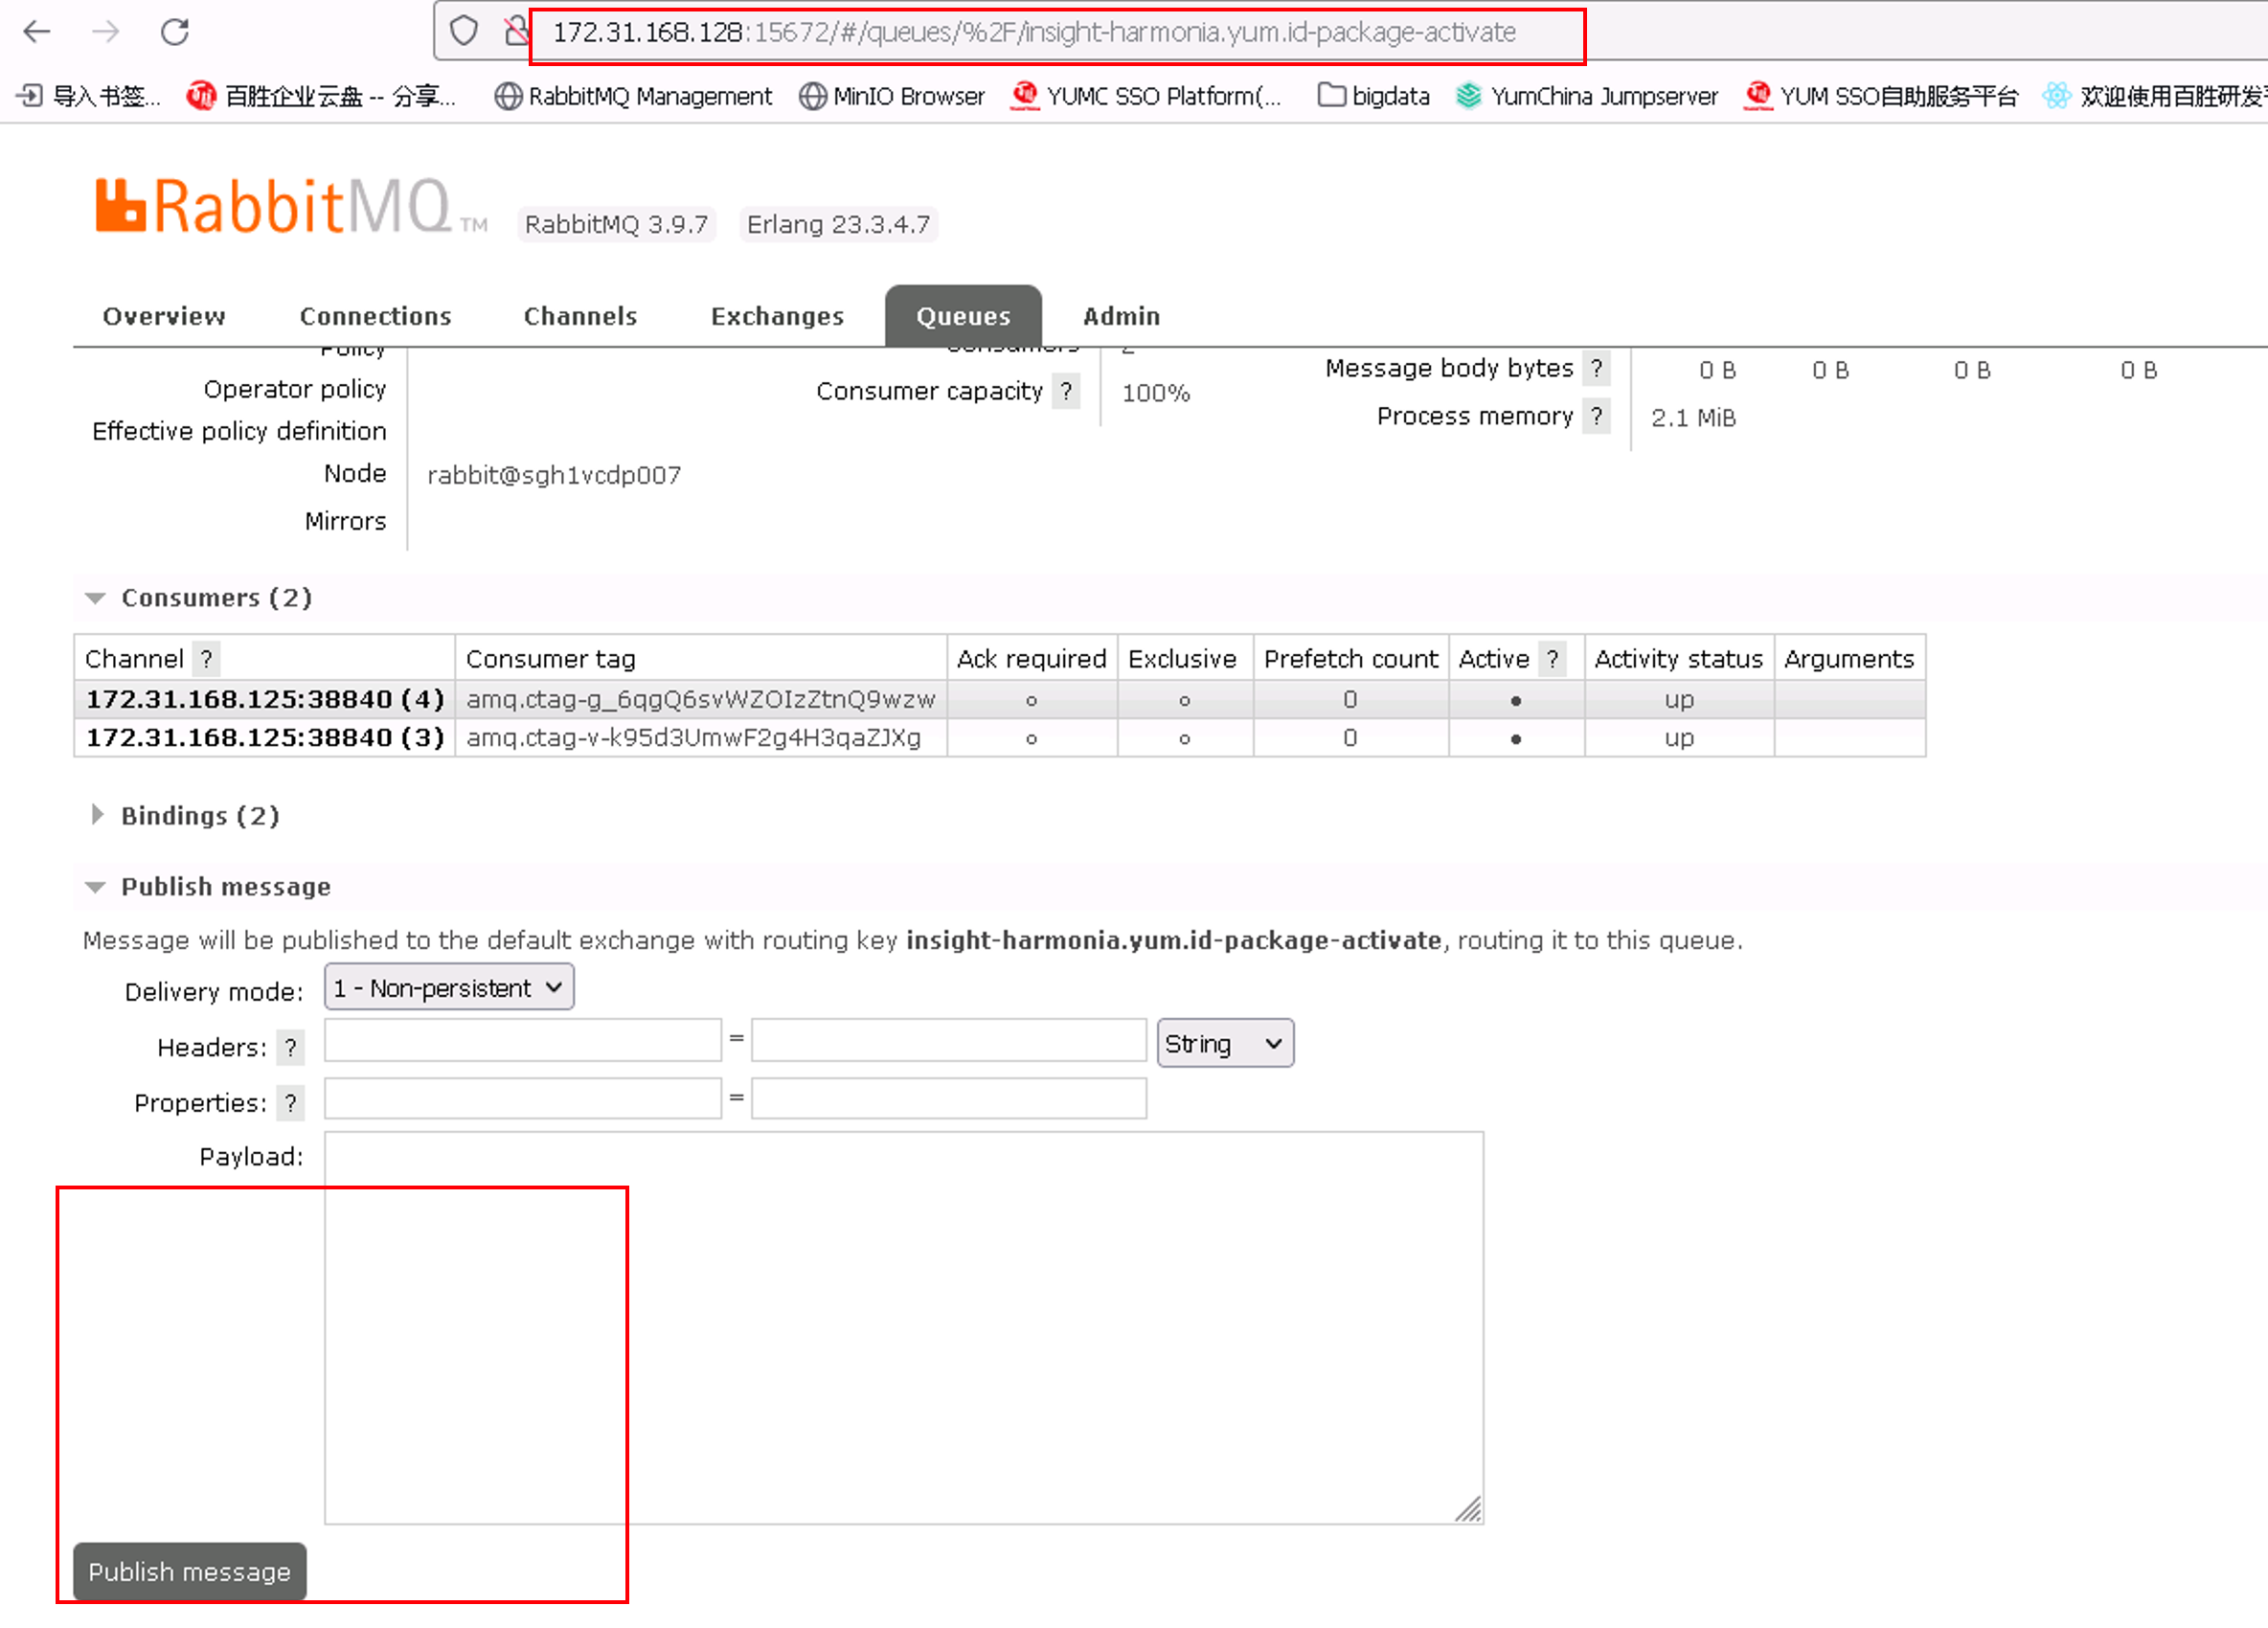 172.31.168.128:15672/#/queues/%2F/insight-harmonia.yum.id-package-activate
导入书签... 百胜企业云盘 -- 分享... RabbitMQ Management MinIO Browser YUMC SSO Platform(... bigdata YumChina Jumpserver YUM SSO自助服务平台 欢迎使用百胜研发
RabbitMQ TM RabbitMQ 3.9.7 Erlang 23.3.4.7
Overview Connections Channels Exchanges Queues Admin
Policy Consumers 2
Message body bytes ? 0 B 0 B 0 B 0 B
Operator policy Consumer capacity ? 100%
Process memory ? 2.1 MiB
Effective policy definition
Node rabbit@sgh1vcdp007
Mirrors
Consumers (2)
Channel ? Consumer tag Ack required Exclusive Prefetch count Active ? Activity status Arguments
172.31.168.125:38840 (4) amq.ctag-g_6qgQ6svWZOIzZtnQ9wzw ○ ○ 0 ● up
172.31.168.125:38840 (3) amq.ctag-v-k95d3UmwF2g4H3qaZJXg ○ ○ 0 ● up
Bindings (2)
Publish message
Message will be published to the default exchange with routing key insight-harmonia.yum.id-package-activate, routing it to this queue.
Delivery mode: 1 - Non-persistent
Headers: ? = String
Properties: ? =
Payload:
Publish message